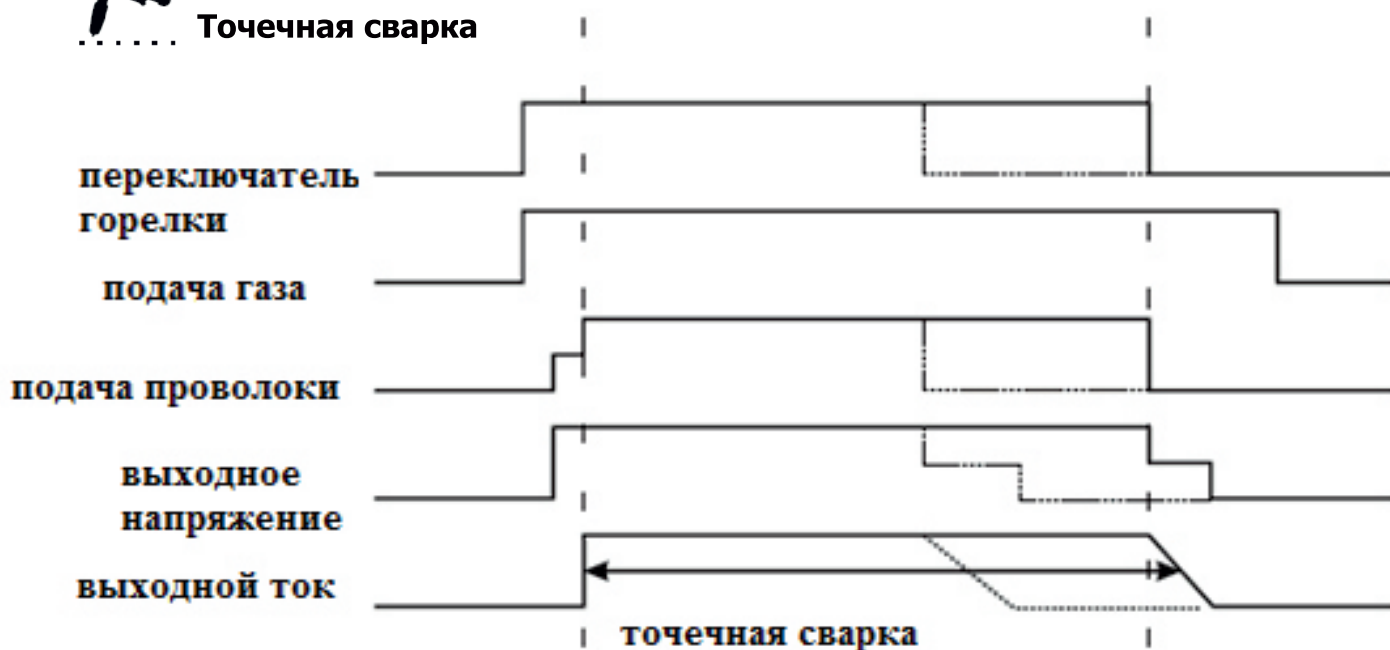 Точечная сварка
переключатель
горелки
подача газа
подача проволоки
выходное
напряжение
выходной ток
точечная сварка